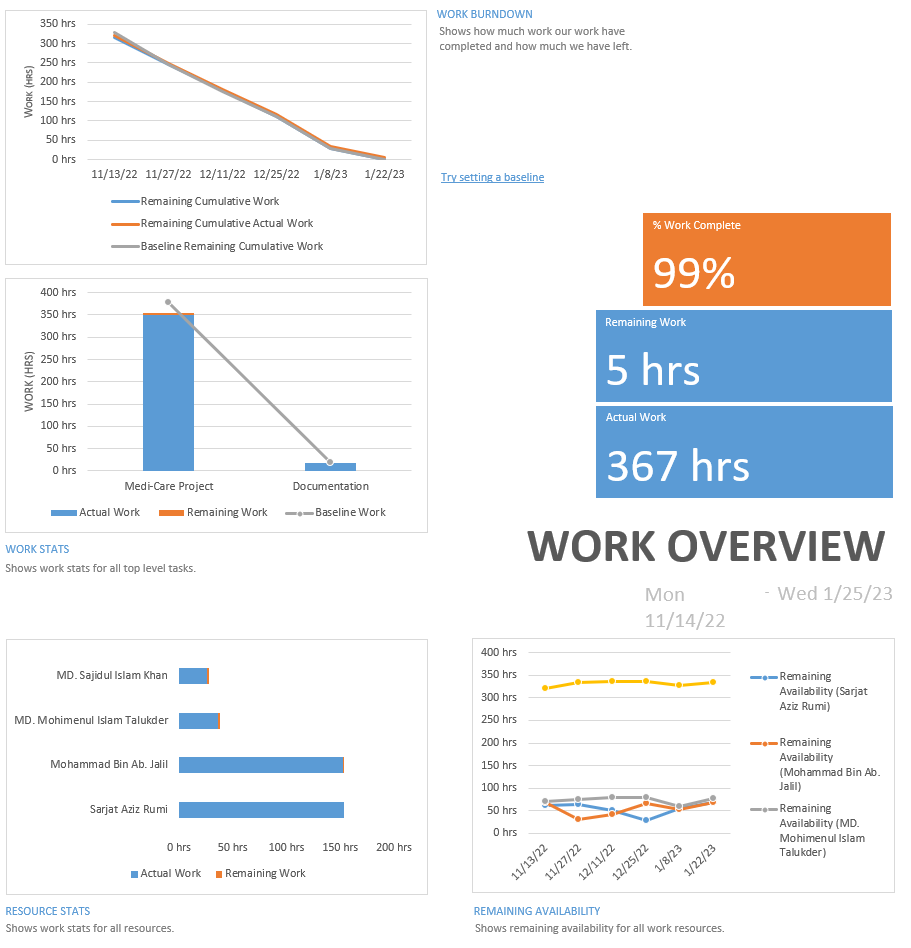 350 hrs
300 hrs
250 hrs
200 hrs
150 hrs
100 hrs
50 hrs
0 hrs
WORK (HRS)
11/13/22 11/27/22 12/11/22 12/25/22 1/8/23 1/22/23
Remaining Cumulative Work
Remaining Cumulative Actual Work
Baseline Remaining Cumulative Work
WORK BURNDOWN
Shows how much work our work have
completed and how much we have left.
Try setting a baseline
% Work Complete
99%
Remaining Work
5 hrs
Actual Work
367 hrs
400 hrs
350 hrs
300 hrs
250 hrs
200 hrs
150 hrs
100 hrs
50 hrs
0 hrs
WORK (HRS)
Medi-Care Project Documentation
Actual Work Remaining Work Baseline Work
WORK STATS
Shows work stats for all top level tasks.
WORK OVERVIEW
Mon
11/14/22
- Wed 1/25/23
MD. Sajidul Islam Khan
MD. Mohimenul Islam Talukder
Mohammad Bin Ab. Jalil
Sarjat Aziz Rumi
0 hrs 50 hrs 100 hrs 150 hrs 200 hrs
Actual Work Remaining Work
RESOURCE STATS
Shows work stats for all resources.
400 hrs
350 hrs
300 hrs
250 hrs
200 hrs
150 hrs
100 hrs
50 hrs
0 hrs
11/13/22 11/27/22 12/11/22 12/25/22 1/8/23 1/22/23
Remaining
Availability (Sarjat
Aziz Rumi)
Remaining
Availability
(Mohammad Bin Ab.
Jalil)
Remaining
Availability (MD.
Mohimenul Islam
Talukder)
REMAINING AVAILABILITY
Shows remaining availability for all work resources.